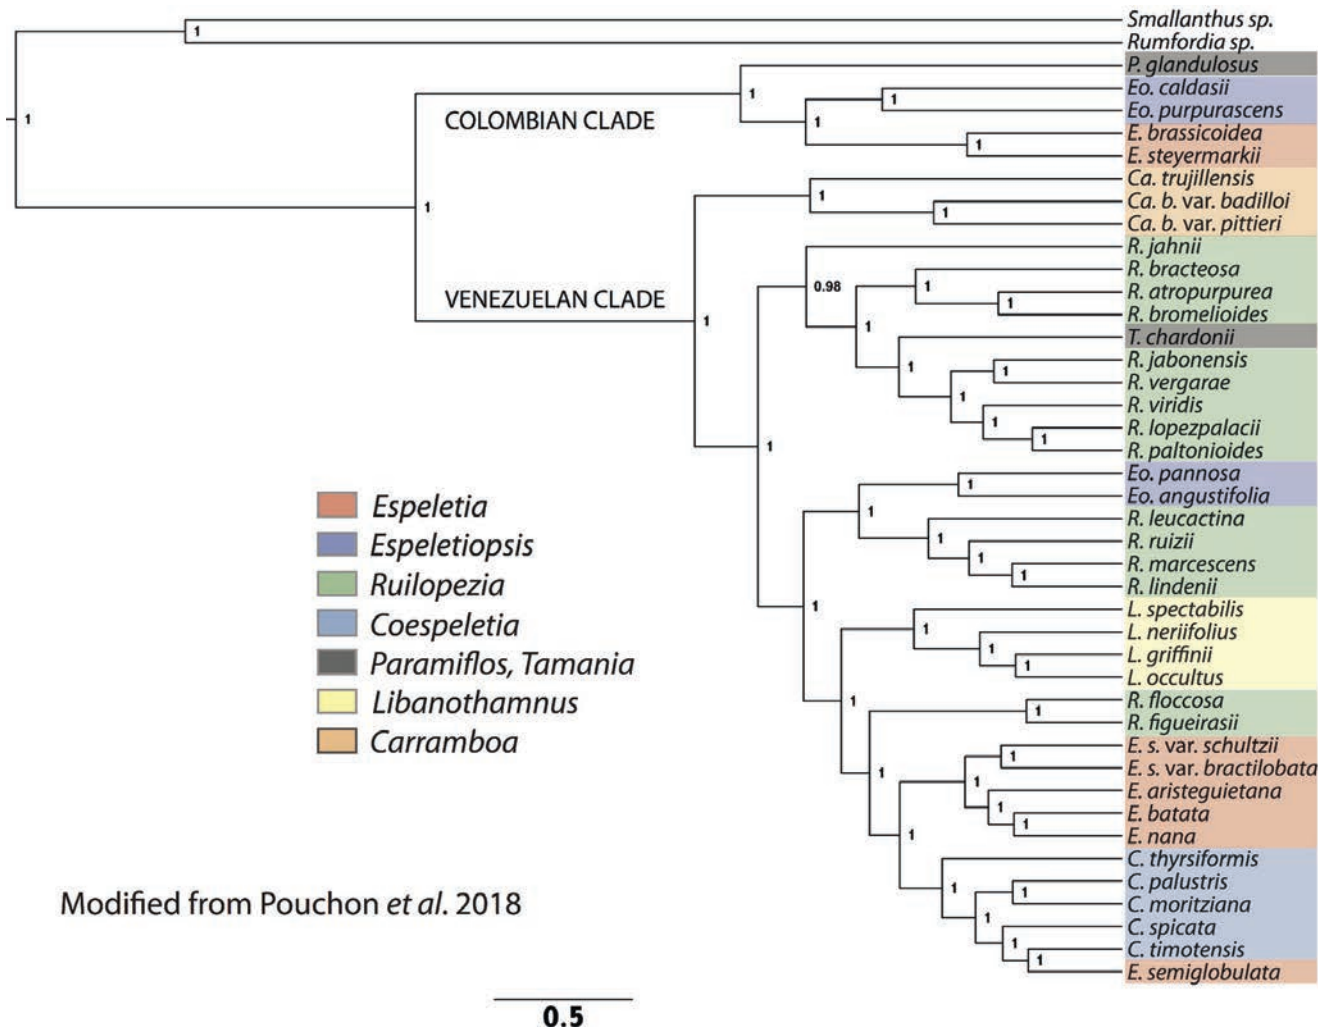 Smallanthus sp.
1
Rumfordia sp.
P. glandulosus
1
Eo. caldasii
1
Eo. purpurascens
1
COLOMBIAN CLADE
1
E. brassicoidea
1
E. steyermarkii
Ca. trujillensis
1
Ca. b. var. badilloi
1
1
Ca. b. var. pittieri
R. jahnii
R. bracteosa
1
0.98
R. atropurpurea
VENEZUELAN CLADE
1
R. bromelioides
1
1
T. chardonii
R. jabonensis
1
1
R. vergarae
1
R. viridis
1
R. lopezpalacii
1
1
R. paltonioides
Eo. pannosa
1
Eo. angustifolia
1
R. leucactina
1
R. ruizii
1
R. marcescens
1
R. lindenii
1
L. spectabilis
1
L. neriifolius
1
L. griffinii
1
L. occultus
1
R. floccosa
1
R. figueirasii
E. s. var. schultzii
1
E. s. var. bractilobata
1
1
E. aristeguietana
1
E. batata
1
E. nana
1
C. thyrsiformis
C. palustris
1
1
C. moritziana
1
C. spicata
1
C. timotensis
1
E. semiglobulata
Espeletia
Espeletiopsis
Ruilopezia
Coespeletia
Paramiflos, Tamania
Libanothamnus
Carramboa
Modified from Pouchon et al. 2018
0.5